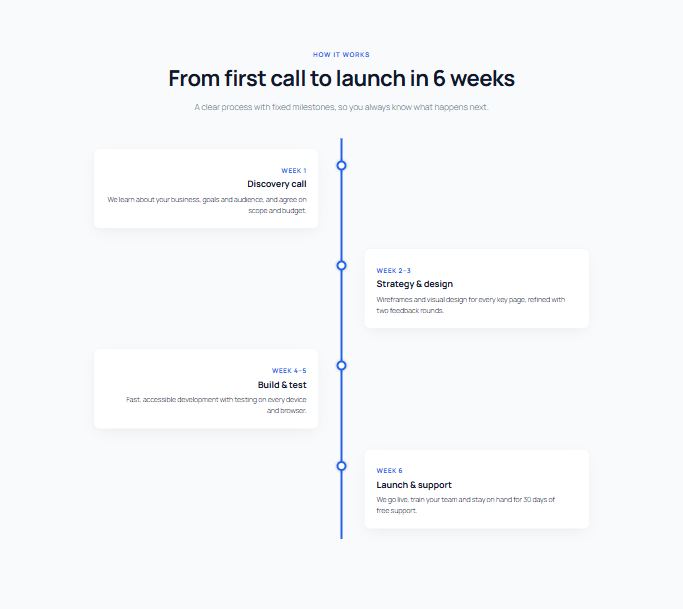 HOW IT WORKS
From first call to launch in 6 weeks
A clear process with fixed milestones, so you always know what happens next.
WEEK 1
Discovery call
We learn about your business, goals and audience, and agree on
scope and budget.
WEEK 2–3
Strategy & design
Wireframes and visual design for every key page, refined with
two feedback rounds.
WEEK 4–5
Build & test
Fast, accessible development with testing on every device
and browser.
WEEK 6
Launch & support
We go live, train your team and stay on hand for 30 days of
free support.